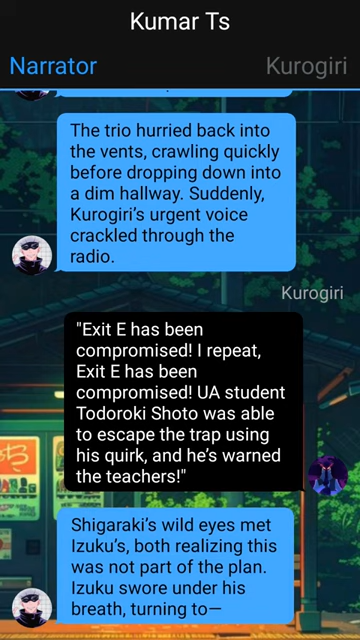 Kumar Ts
Narrator
Kurogiri
The trio hurried back into
the vents, crawling quickly
before dropping down into
a dim hallway. Suddenly,
Kurogiri's urgent voice
crackled through the
radio.
Kurogiri
"Exit E has been
compromised! I repeat,
Exit E has been
compromised! UA student
Todoroki Shoto was able
to escape the trap using
his quirk, and he's warned
the teachers!"
Shigaraki's wild eyes met
Izuku's, both realizing this
was not part of the plan.
Izuku swore under his
breath, turning to—